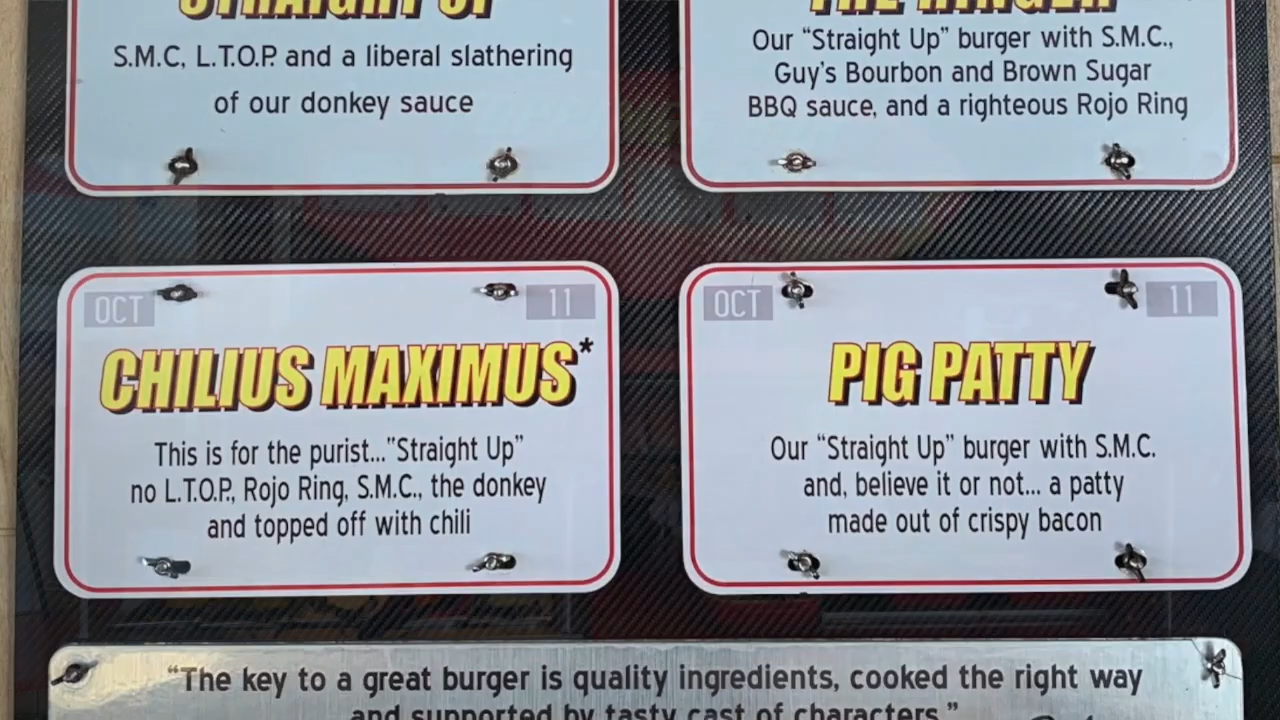 STRAIGHT UP
S.M.C, L.T.O.P. and a liberal slathering
of our donkey sauce
THE RINGER
Our “Straight Up” burger with S.M.C.,
Guy's Bourbon and Brown Sugar
BBQ sauce, and a righteous Rojo Ring
OCT 11
CHILIUS MAXIMUS*
This is for the purist..."Straight Up"
no L.T.O.P., Rojo Ring, S.M.C., the donkey
and topped off with chili
OCT 11
PIG PATTY
Our “Straight Up” burger with S.M.C.
and, believe it or not... a patty
made out of crispy bacon
“The key to a great burger is quality ingredients, cooked the right way
and supported by tasty cast of characters.”